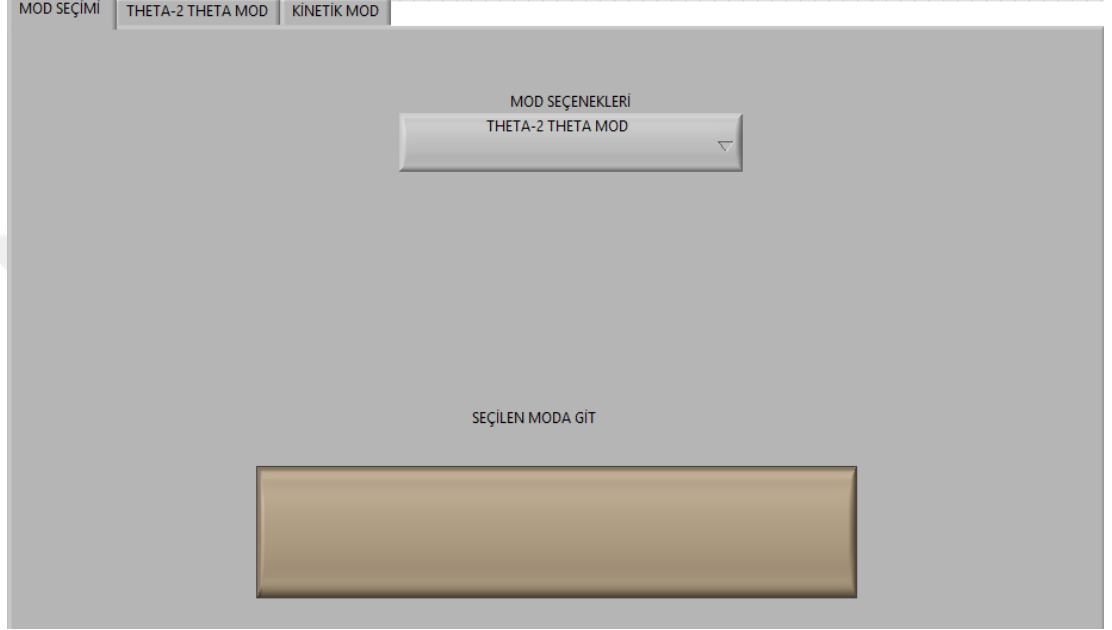 MOD SEÇİMİ THETA-2 THETA MOD KİNETİK MOD
MOD SEÇENEKLERİ
THETA-2 THETA MOD
SEÇİLEN MODA GİT